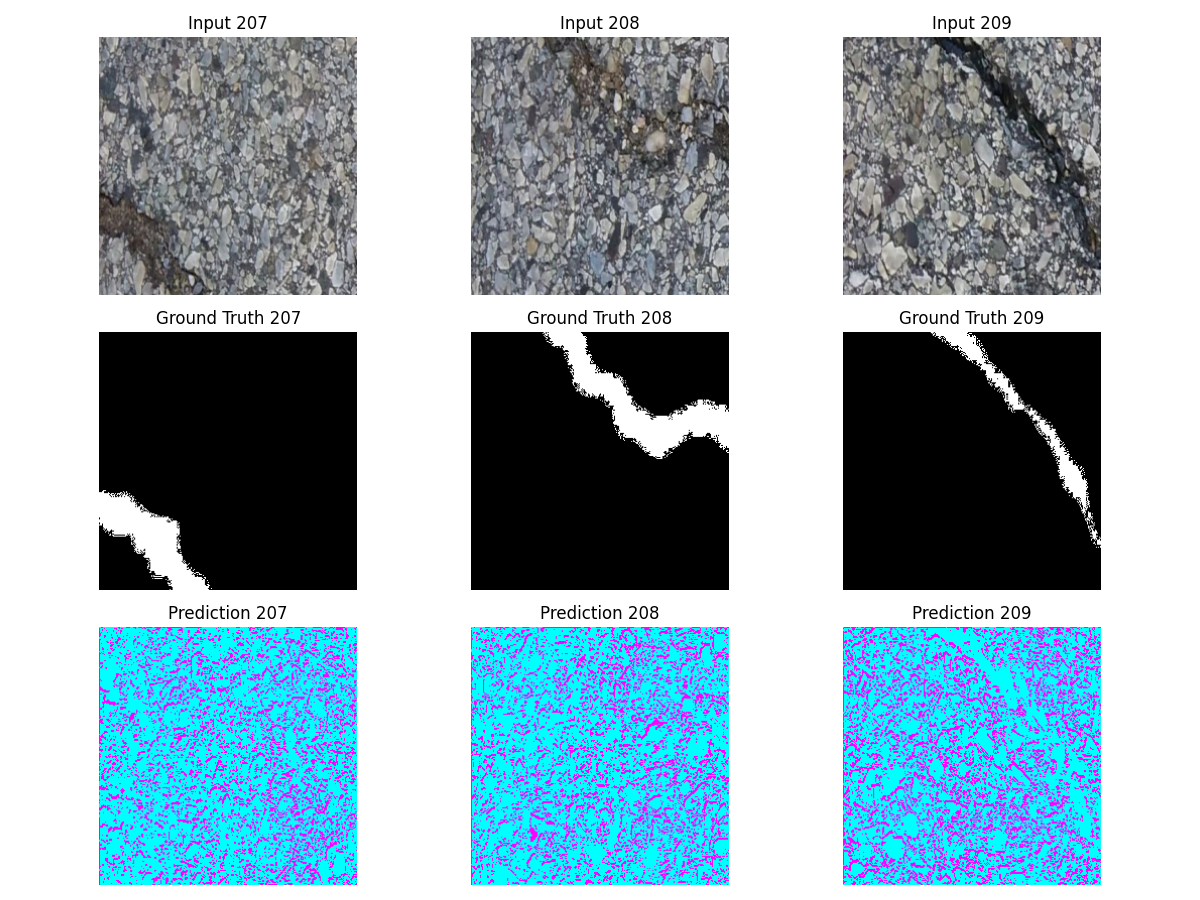 Input 207
Input 208
Input 209
Ground Truth 207
Ground Truth 208
Ground Truth 209
Prediction 207
Prediction 208
Prediction 209